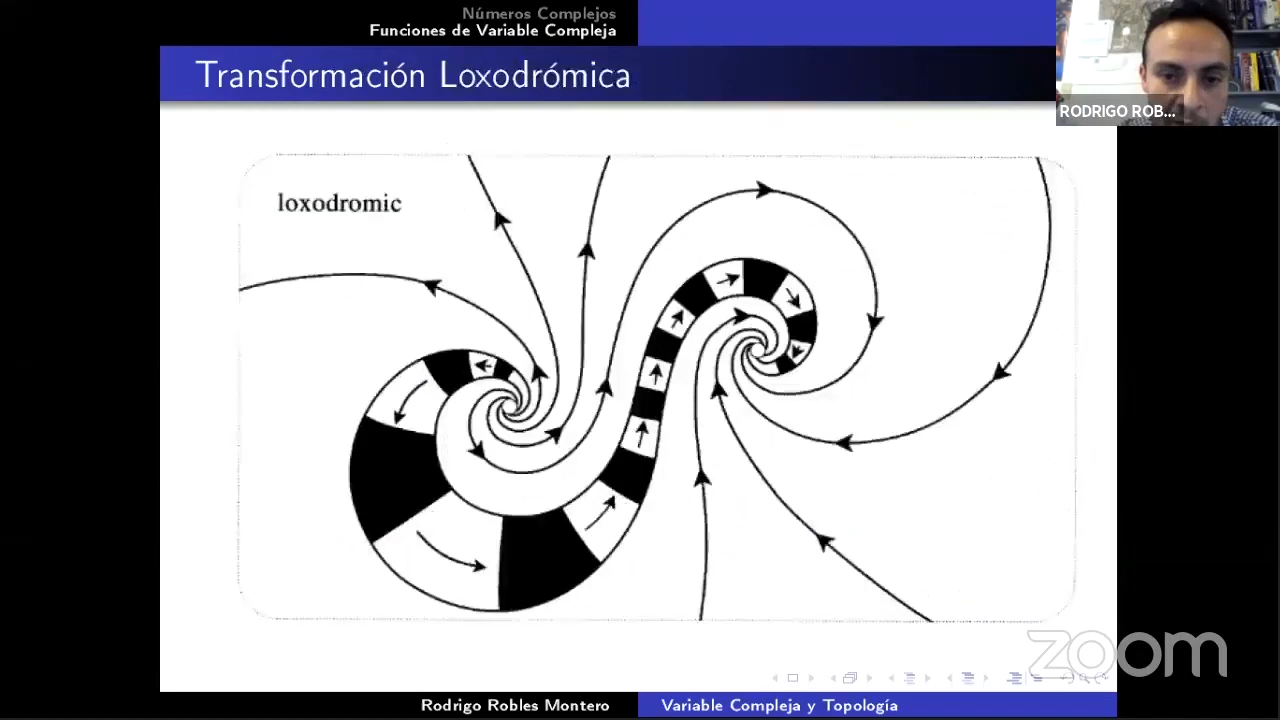 Números Complejos
Funciones de Variable Compleja
Transformación Loxodrómica
RODRIGO ROB...
loxodromic
zoom
Rodrigo Robles Montero
Variable Compleja y Topología